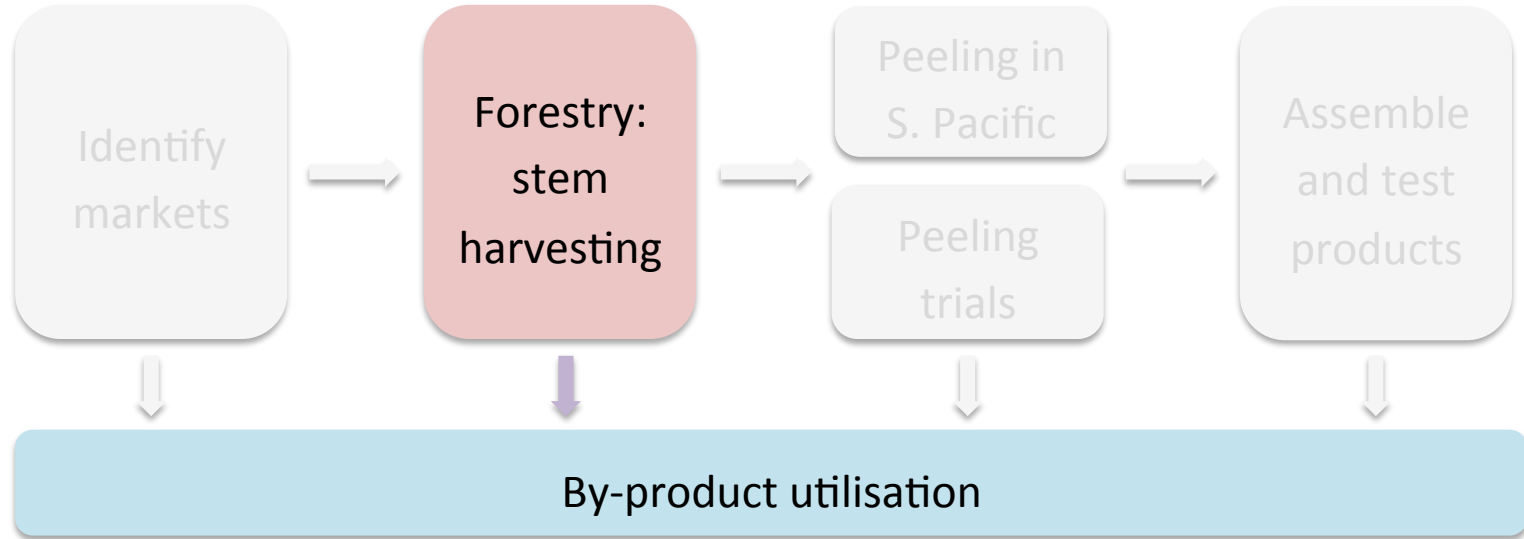 Identify
markets
Forestry:
stem
harvesting
Peeling in
S. Pacific
Peeling
trials
Assemble
and test
products
By-product utilisation